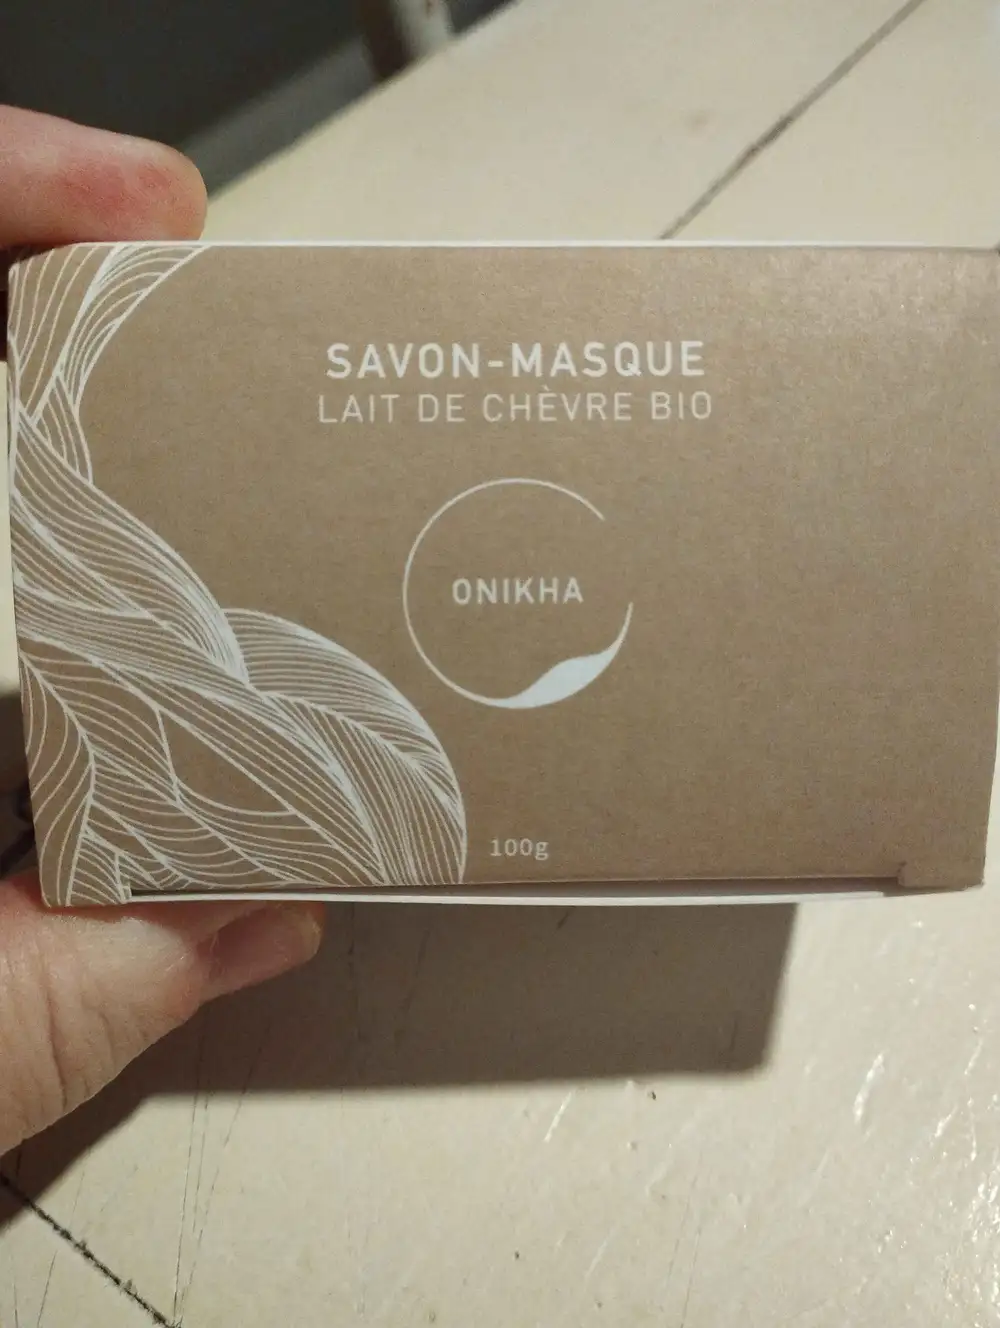 SAVON-MASQUE
LAIT DE CHÈVRE BIO
ONIKHA
100g